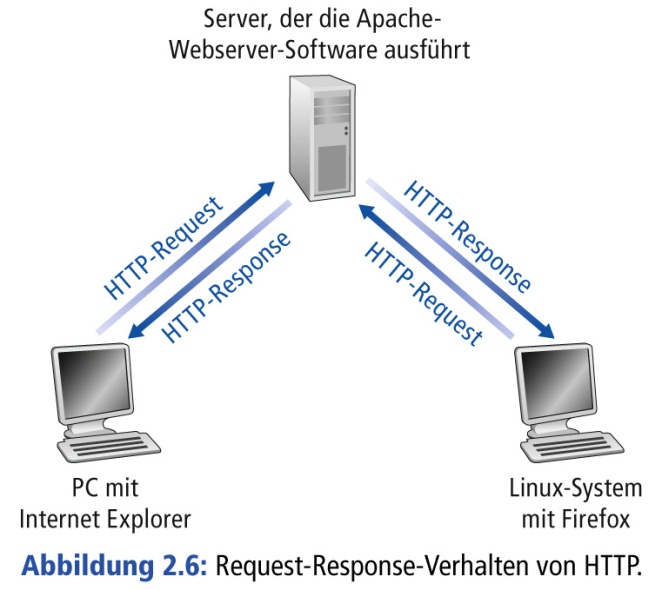 Server, der die Apache-
Webserver-Software ausführt
HTTP-Request
HTTP-Response
HTTP-Response
HTTP-Request
PC mit
Internet Explorer
Linux-System
mit Firefox
Abbildung 2.6: Request-Response-Verhalten von HTTP.